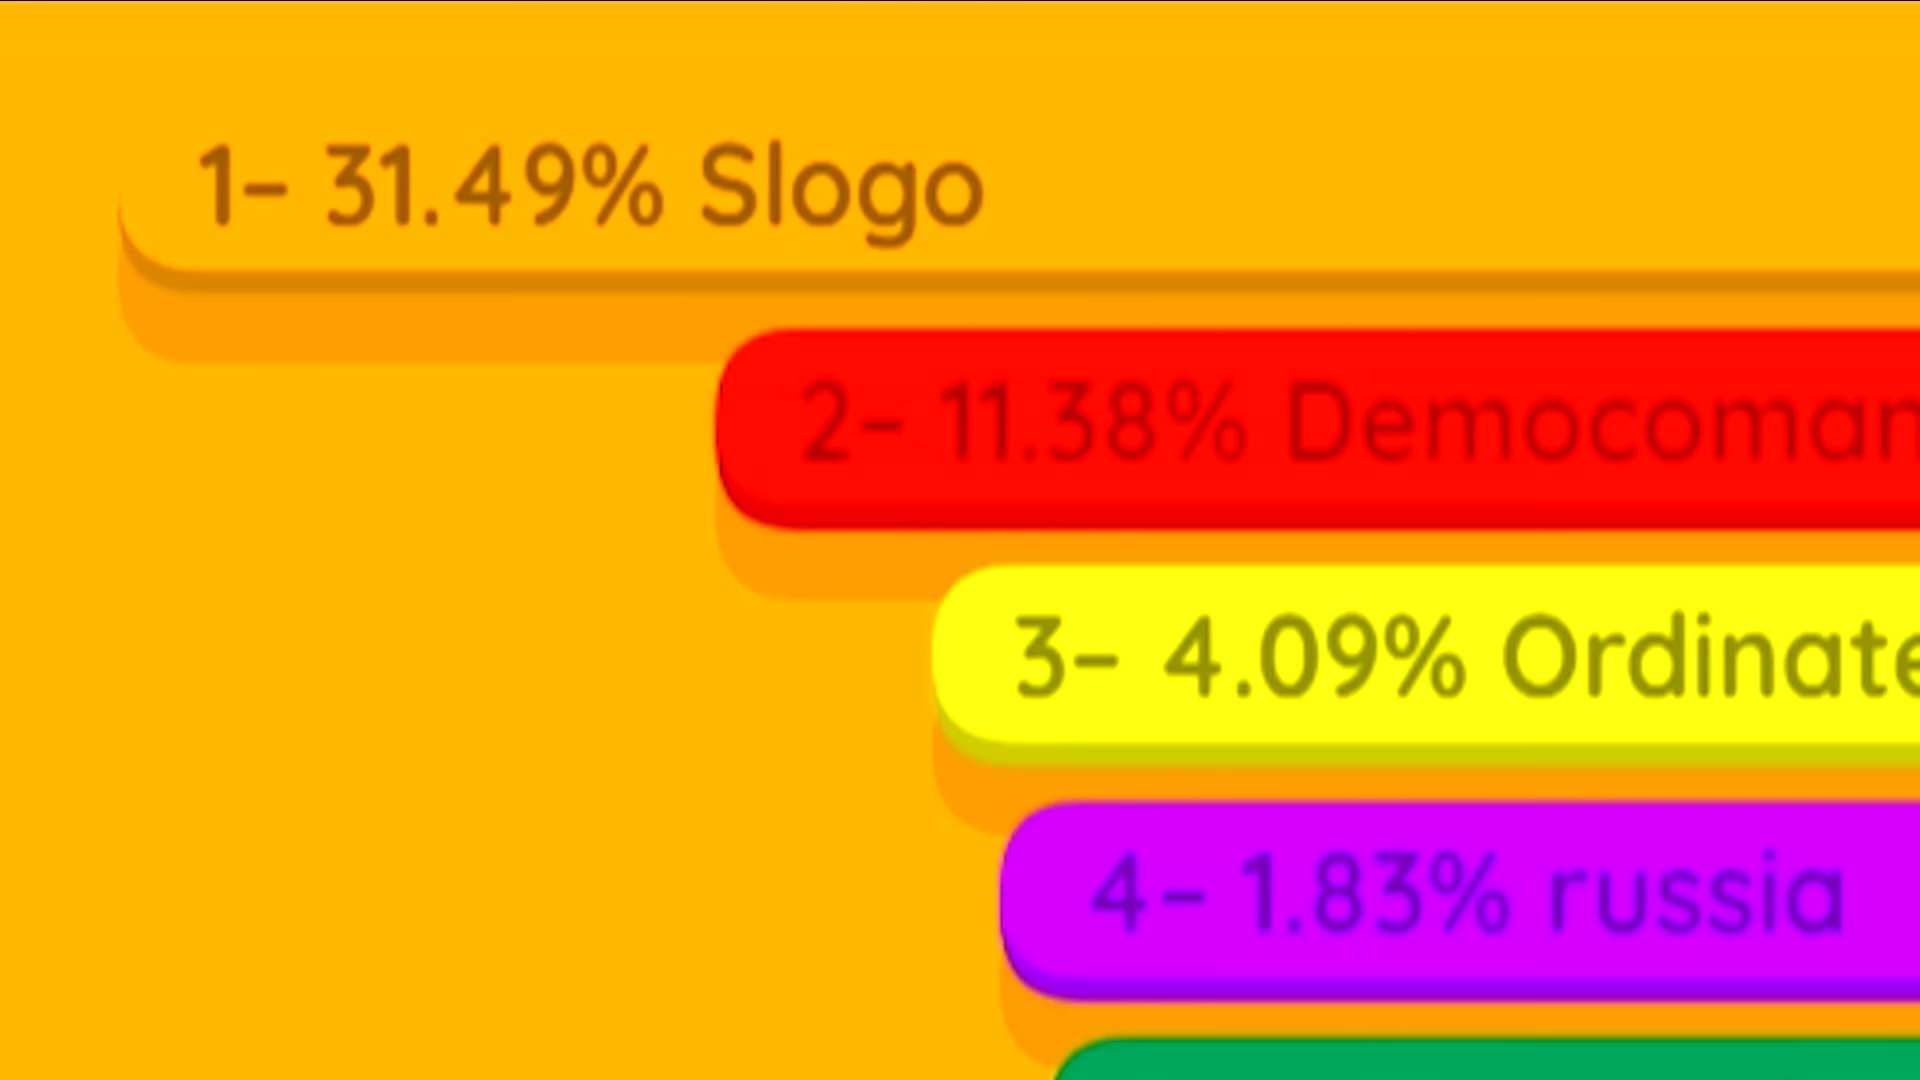 1- 31.49% Slogo
2- 11.38% Democoman
3- 4.09% Ordinate
4- 1.83% russia